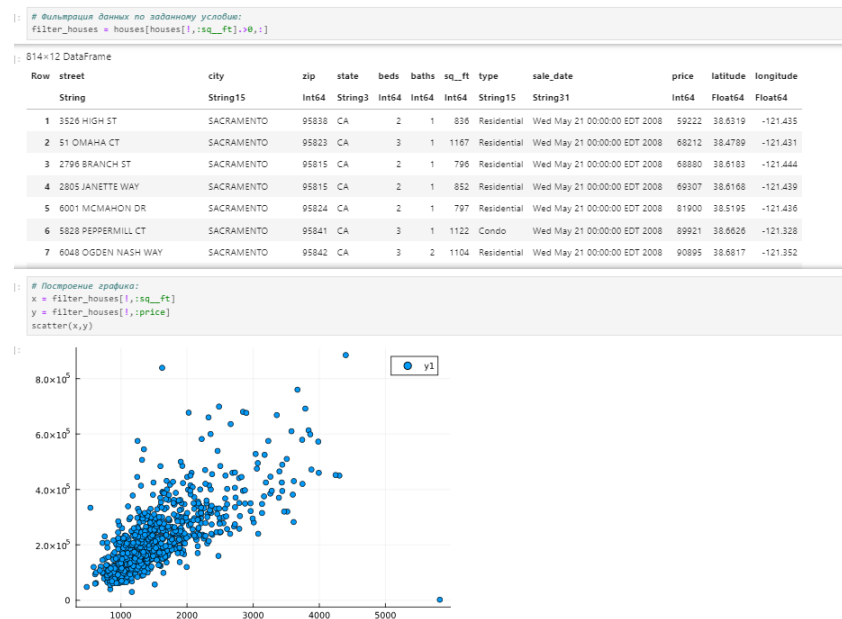 # Фильтрация данных по заданному условию:
filter_houses = houses[houses[!,:sq__ft].>0,:]
814×12 DataFrame
Row street city zip state beds baths sq__ft type sale_date price latitude longitude
String String15 Int64 String3 Int64 Int64 Int64 String15 String31 Int64 Float64 Float64
1 3526 HIGH ST SACRAMENTO 95838 CA 2 1 836 Residential Wed May 21 00:00:00 EDT 2008 59222 38.6319 -121.435
2 51 OMAHA CT SACRAMENTO 95823 CA 3 1 1167 Residential Wed May 21 00:00:00 EDT 2008 68212 38.4789 -121.431
3 2796 BRANCH ST SACRAMENTO 95815 CA 2 1 796 Residential Wed May 21 00:00:00 EDT 2008 68880 38.6183 -121.444
4 2805 JANETTE WAY SACRAMENTO 95815 CA 2 1 852 Residential Wed May 21 00:00:00 EDT 2008 69307 38.6168 -121.439
5 6001 MCMAHON DR SACRAMENTO 95824 CA 2 1 797 Residential Wed May 21 00:00:00 EDT 2008 81900 38.5195 -121.436
6 5828 PEPPERMILL CT SACRAMENTO 95841 CA 3 1 1122 Condo Wed May 21 00:00:00 EDT 2008 89921 38.6626 -121.328
7 6048 OGDEN NASH WAY SACRAMENTO 95842 CA 3 2 1104 Residential Wed May 21 00:00:00 EDT 2008 90895 38.6817 -121.352
# Построение графика:
x = filter_houses[!,:sq__ft]
y = filter_houses[!,:price]
scatter(x,y)
y1
8.0×10⁵
6.0×10⁵
4.0×10⁵
2.0×10⁵
0
1000 2000 3000 4000 5000